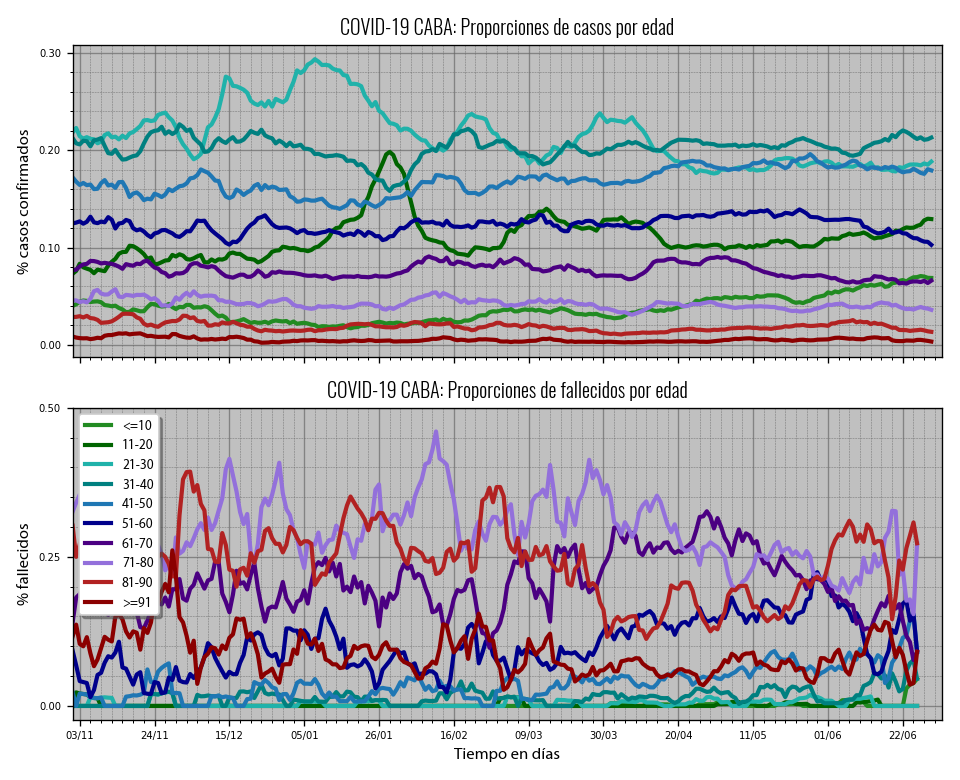 COVID-19 CABA: Proporciones de casos por edad
0.30
0.20
0.10
0.00
% casos confirmados
COVID-19 CABA: Proporciones de fallecidos por edad
0.50
0.25
0.00
% fallecidos
<=10
11-20
21-30
31-40
41-50
51-60
61-70
71-80
81-90
>=91
03/11 24/11 15/12 05/01 26/01 16/02 09/03 30/03 20/04 11/05 01/06 22/06
Tiempo en días